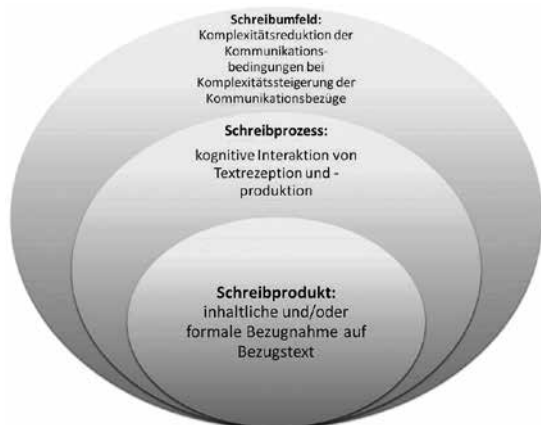 Schreibumfeld:
Komplexitätsreduktion der
Kommunikations-
bedingungen bei
Komplexitätssteigerung der
Kommunikationsbezüge
Schreibprozess:
kognitive Interaktion von
Textrezeption und -
produktion
Schreibprodukt:
inhaltliche und/oder
formale Bezugnahme auf
Bezugstext